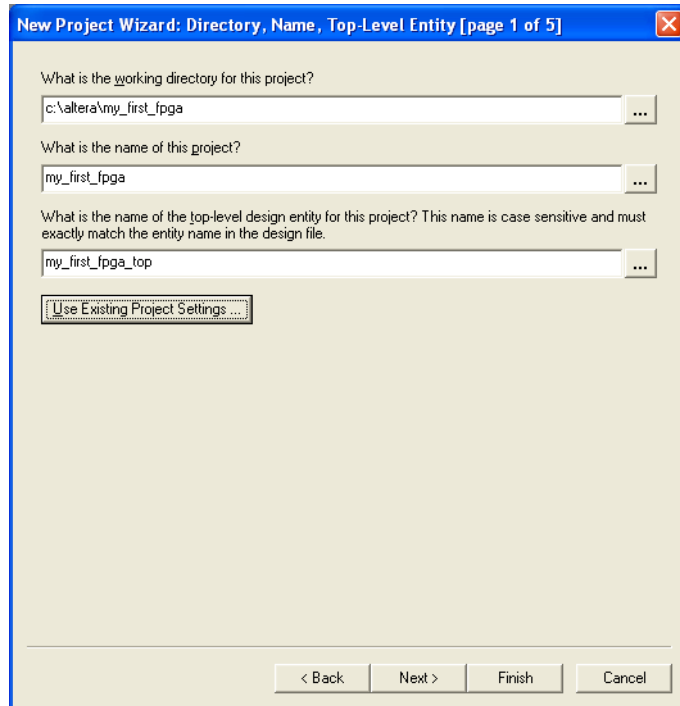 New Project Wizard: Directory, Name, Top-Level Entity [page 1 of 5]
What is the working directory for this project?
c:\altera\my_first_fpga
...
What is the name of this project?
my_first_fpga
...
What is the name of the top-level design entity for this project? This name is case sensitive and must
exactly match the entity name in the design file.
my_first_fpga_top
...
Use Existing Project Settings ...
< Back
Next >
Finish
Cancel